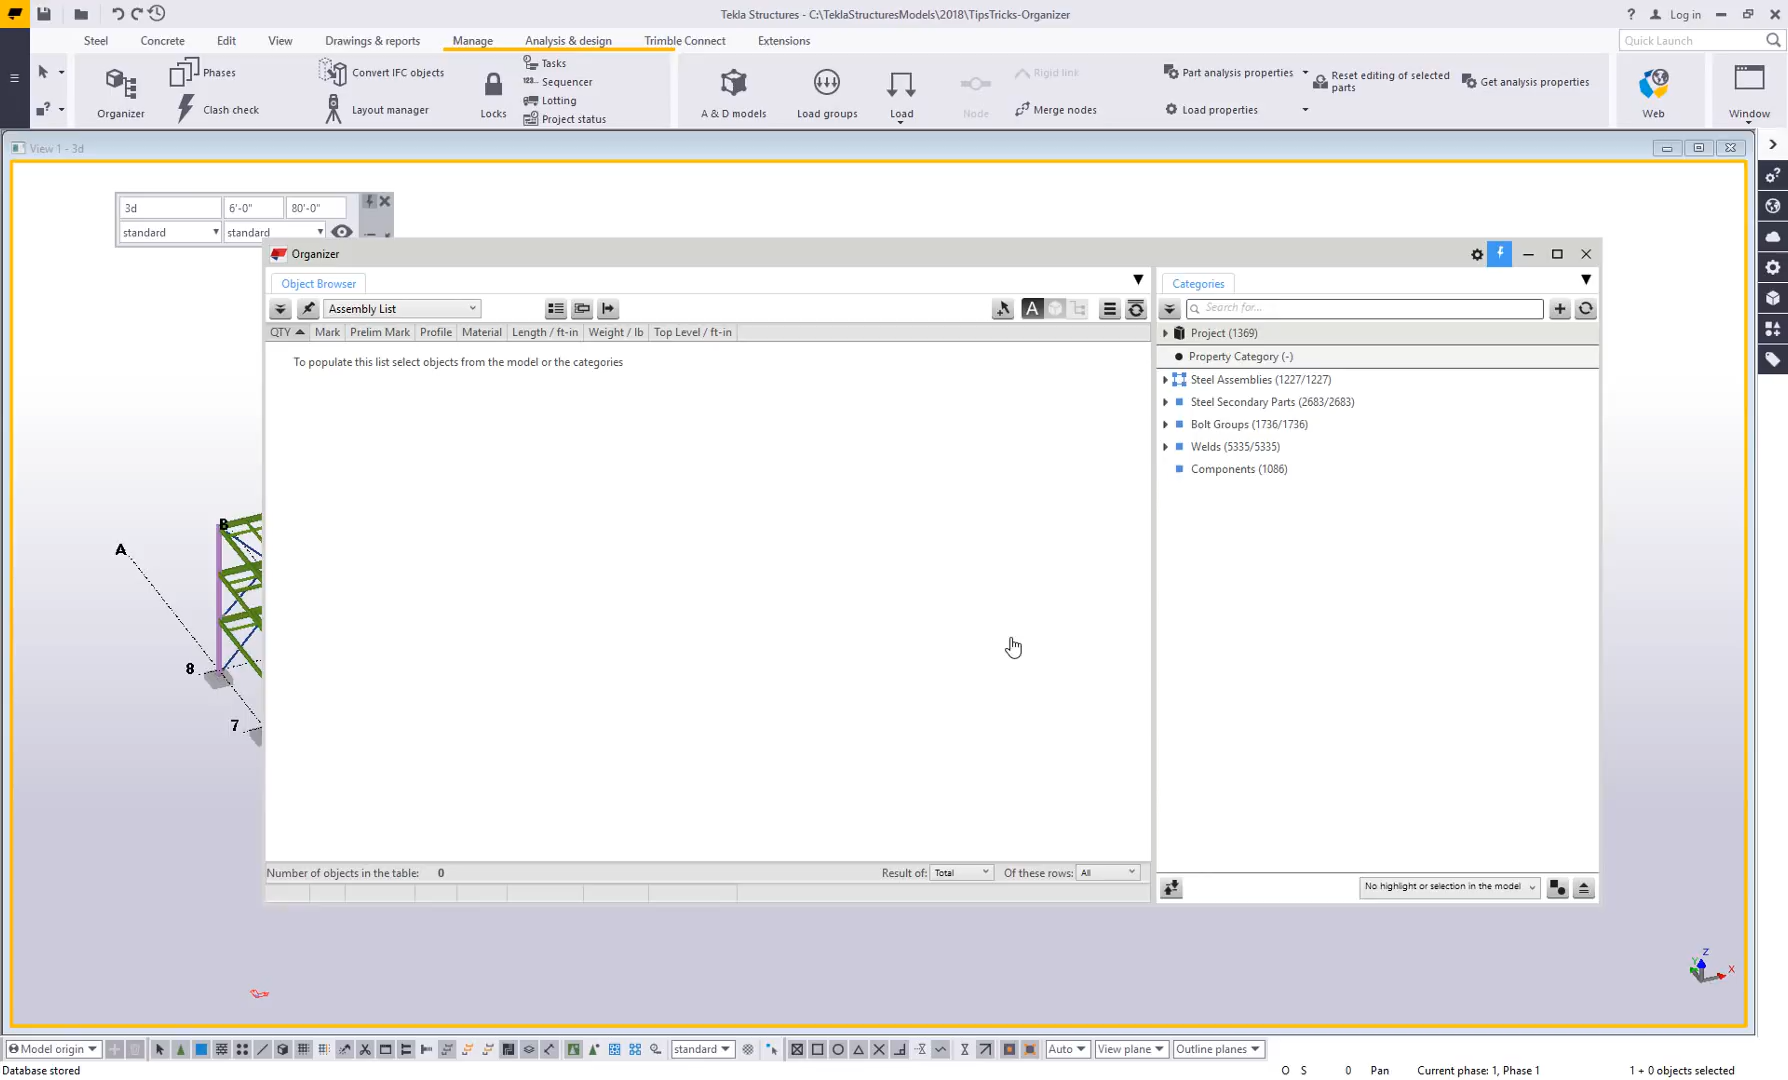 Tekla Structures - C:\TeklaStructuresModels\2018\TipsTricks-Organizer
? Log in
Steel Concrete Edit View Drawings & reports Manage Analysis & design Trimble Connect Extensions
Quick Launch
Organizer
Phases
Clash check
Convert IFC objects
Layout manager
Locks
Tasks
Sequencer
Lotting
Project status
A & D models
Load groups
Load
Node
Rigid link
Merge nodes
Part analysis properties
Load properties
Reset editing of selected
parts
Get analysis properties
Web
Window
View 1 - 3d
3d 6'-0" 80'-0"
standard standard
Organizer
Object Browser
Assembly List
A
QTY Mark Prelim Mark Profile Material Length / ft-in Weight / lb Top Level / ft-in
To populate this list select objects from the model or the categories
Number of objects in the table: 0
Result of: Total
Of these rows: All
Categories
Search for...
Project (1369)
Property Category (-)
Steel Assemblies (1227/1227)
Steel Secondary Parts (2683/2683)
Bolt Groups (1736/1736)
Welds (5335/5335)
Components (1086)
No highlight or selection in the model
B
A
8
7
Z
Y
X
Model origin
standard
Auto
View plane
Outline planes
Database stored
O S 0 Pan Current phase: 1, Phase 1 1 + 0 objects selected